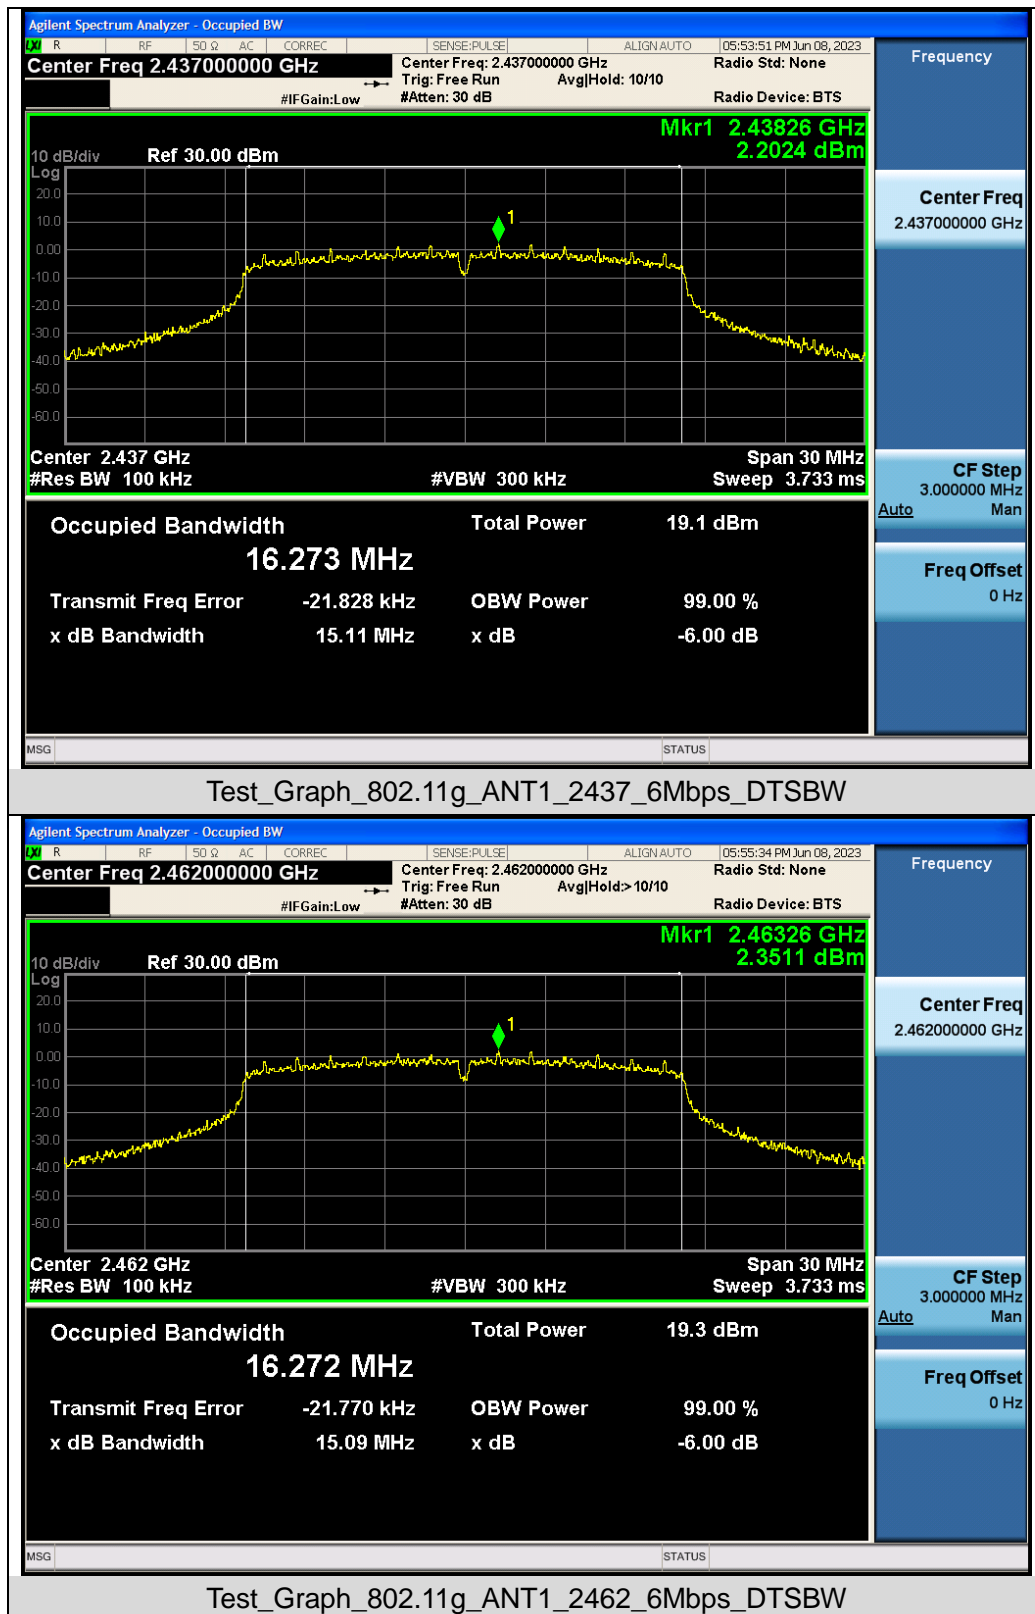 Agilent Spectrum Analyzer - Occupied BW
LXI R RF 50 Ω AC CORREC SENSE:PULSE ALIGN AUTO 05:53:51 PM Jun 08, 2023
Center Freq 2.437000000 GHz
Center Freq: 2.437000000 GHz
Radio Std: None
Trig: Free Run Avg|Hold: 10/10
#IFGain:Low
#Atten: 30 dB
Radio Device: BTS
Frequency
Mkr1 2.43826 GHz
2.2024 dBm
10 dB/div Ref 30.00 dBm
Log
20.0
10.0
0.00
-10.0
-20.0
-30.0
-40.0
-50.0
-60.0
1
Center Freq
2.437000000 GHz
Center 2.437 GHz
Span 30 MHz
#Res BW 100 kHz
#VBW 300 kHz
Sweep 3.733 ms
CF Step
3.000000 MHz
Auto Man
Occupied Bandwidth
Total Power 19.1 dBm
16.273 MHz
Transmit Freq Error -21.828 kHz OBW Power 99.00 %
x dB Bandwidth 15.11 MHz x dB -6.00 dB
Freq Offset
0 Hz
MSG
STATUS
Test_Graph_802.11g_ANT1_2437_6Mbps_DTSBW
Agilent Spectrum Analyzer - Occupied BW
LXI R RF 50 Ω AC CORREC SENSE:PULSE ALIGN AUTO 05:55:34 PM Jun 08, 2023
Center Freq 2.462000000 GHz
Center Freq: 2.462000000 GHz
Radio Std: None
Trig: Free Run Avg|Hold:> 10/10
#IFGain:Low
#Atten: 30 dB
Radio Device: BTS
Frequency
Mkr1 2.46326 GHz
2.3511 dBm
10 dB/div Ref 30.00 dBm
Log
20.0
10.0
0.00
-10.0
-20.0
-30.0
-40.0
-50.0
-60.0
1
Center Freq
2.462000000 GHz
Center 2.462 GHz
Span 30 MHz
#Res BW 100 kHz
#VBW 300 kHz
Sweep 3.733 ms
CF Step
3.000000 MHz
Auto Man
Occupied Bandwidth
Total Power 19.3 dBm
16.272 MHz
Transmit Freq Error -21.770 kHz OBW Power 99.00 %
x dB Bandwidth 15.09 MHz x dB -6.00 dB
Freq Offset
0 Hz
MSG
STATUS
Test_Graph_802.11g_ANT1_2462_6Mbps_DTSBW